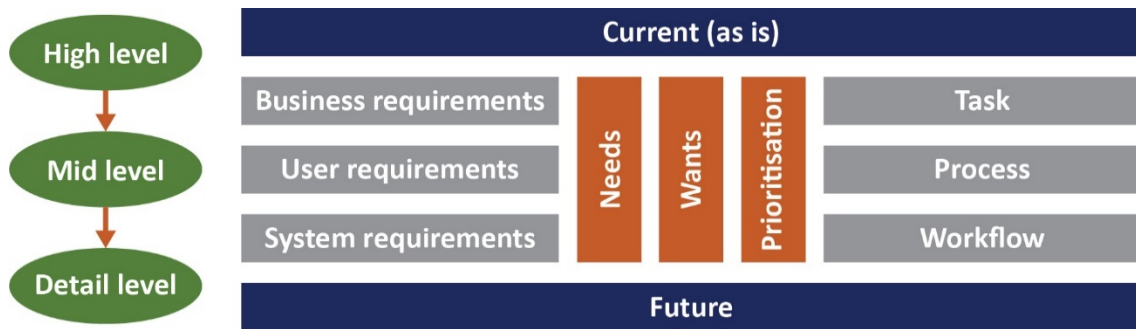 High level
Mid level
Detail level
Current (as is)
Business requirements
User requirements
System requirements
Needs
Wants
Prioritisation
Task
Process
Workflow
Future